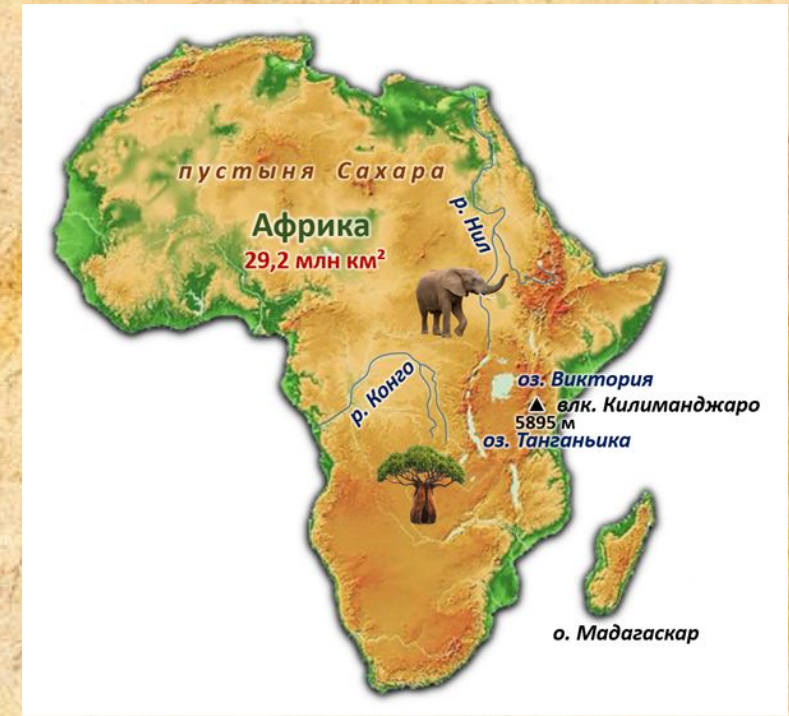 пустыня Сахара
Африка
29,2 млн км²
р. Нил
р. Конго
оз. Виктория
влк. Килиманджаро
5895 м
оз. Танганьика
о. Мадагаскар